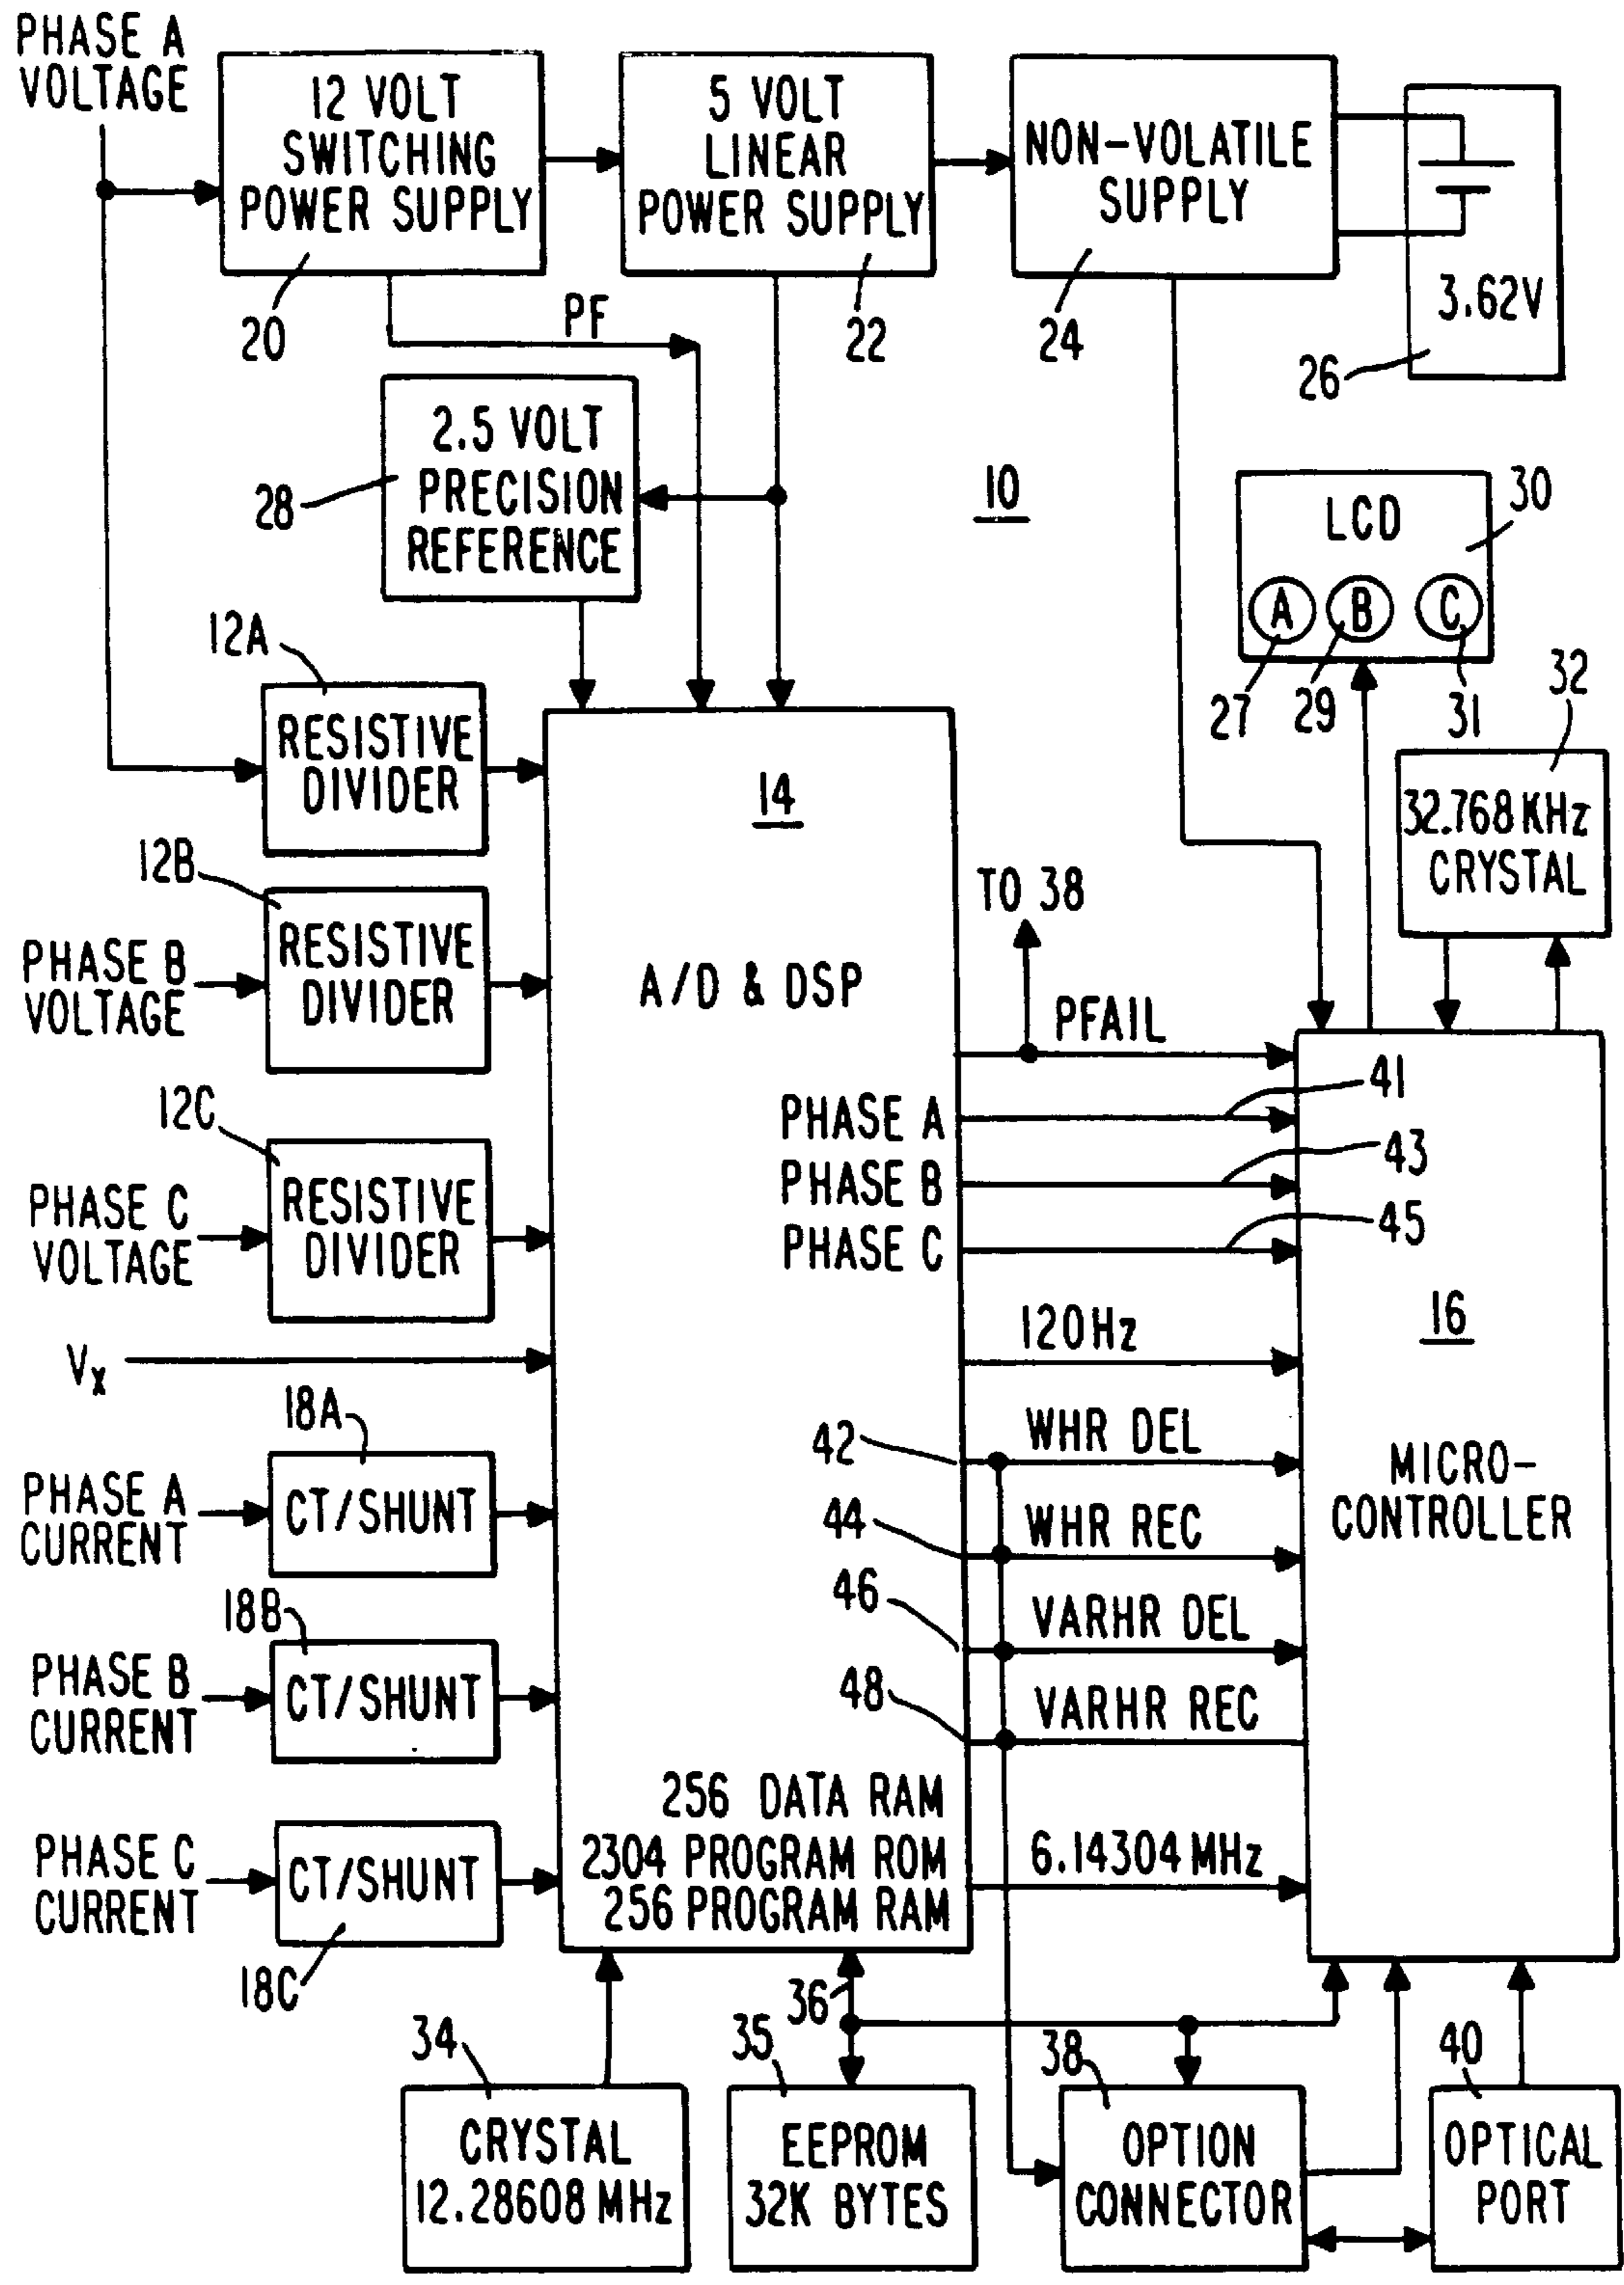 PHASE A
VOLTAGE
12 VOLT
SWITCHING
POWER SUPPLY
20
5 VOLT
LINEAR
POWER SUPPLY
22
NON-VOLATILE
SUPPLY
24
3.62V
26
PF
2.5 VOLT
PRECISION
REFERENCE
28
10
LCD
30
A
B
C
27
29
31
32
32.768 KHz
CRYSTAL
12A
RESISTIVE
DIVIDER
12B
PHASE B
VOLTAGE
RESISTIVE
DIVIDER
12C
PHASE C
VOLTAGE
RESISTIVE
DIVIDER
Vx
18A
PHASE A
CURRENT
CT/SHUNT
18B
PHASE B
CURRENT
CT/SHUNT
PHASE C
CURRENT
CT/SHUNT
18C
14
A/D & DSP
PHASE A
PHASE B
PHASE C
256 DATA RAM
2304 PROGRAM ROM
256 PROGRAM RAM
TO 38
PFAIL
41
43
45
120Hz
42
WHR DEL
44
WHR REC
46
VARHR DEL
48
VARHR REC
6.14304 MHz
16
MICRO-
CONTROLLER
34
CRYSTAL
12.28608 MHz
36
35
EEPROM
32K BYTES
38
OPTION
CONNECTOR
40
OPTICAL
PORT